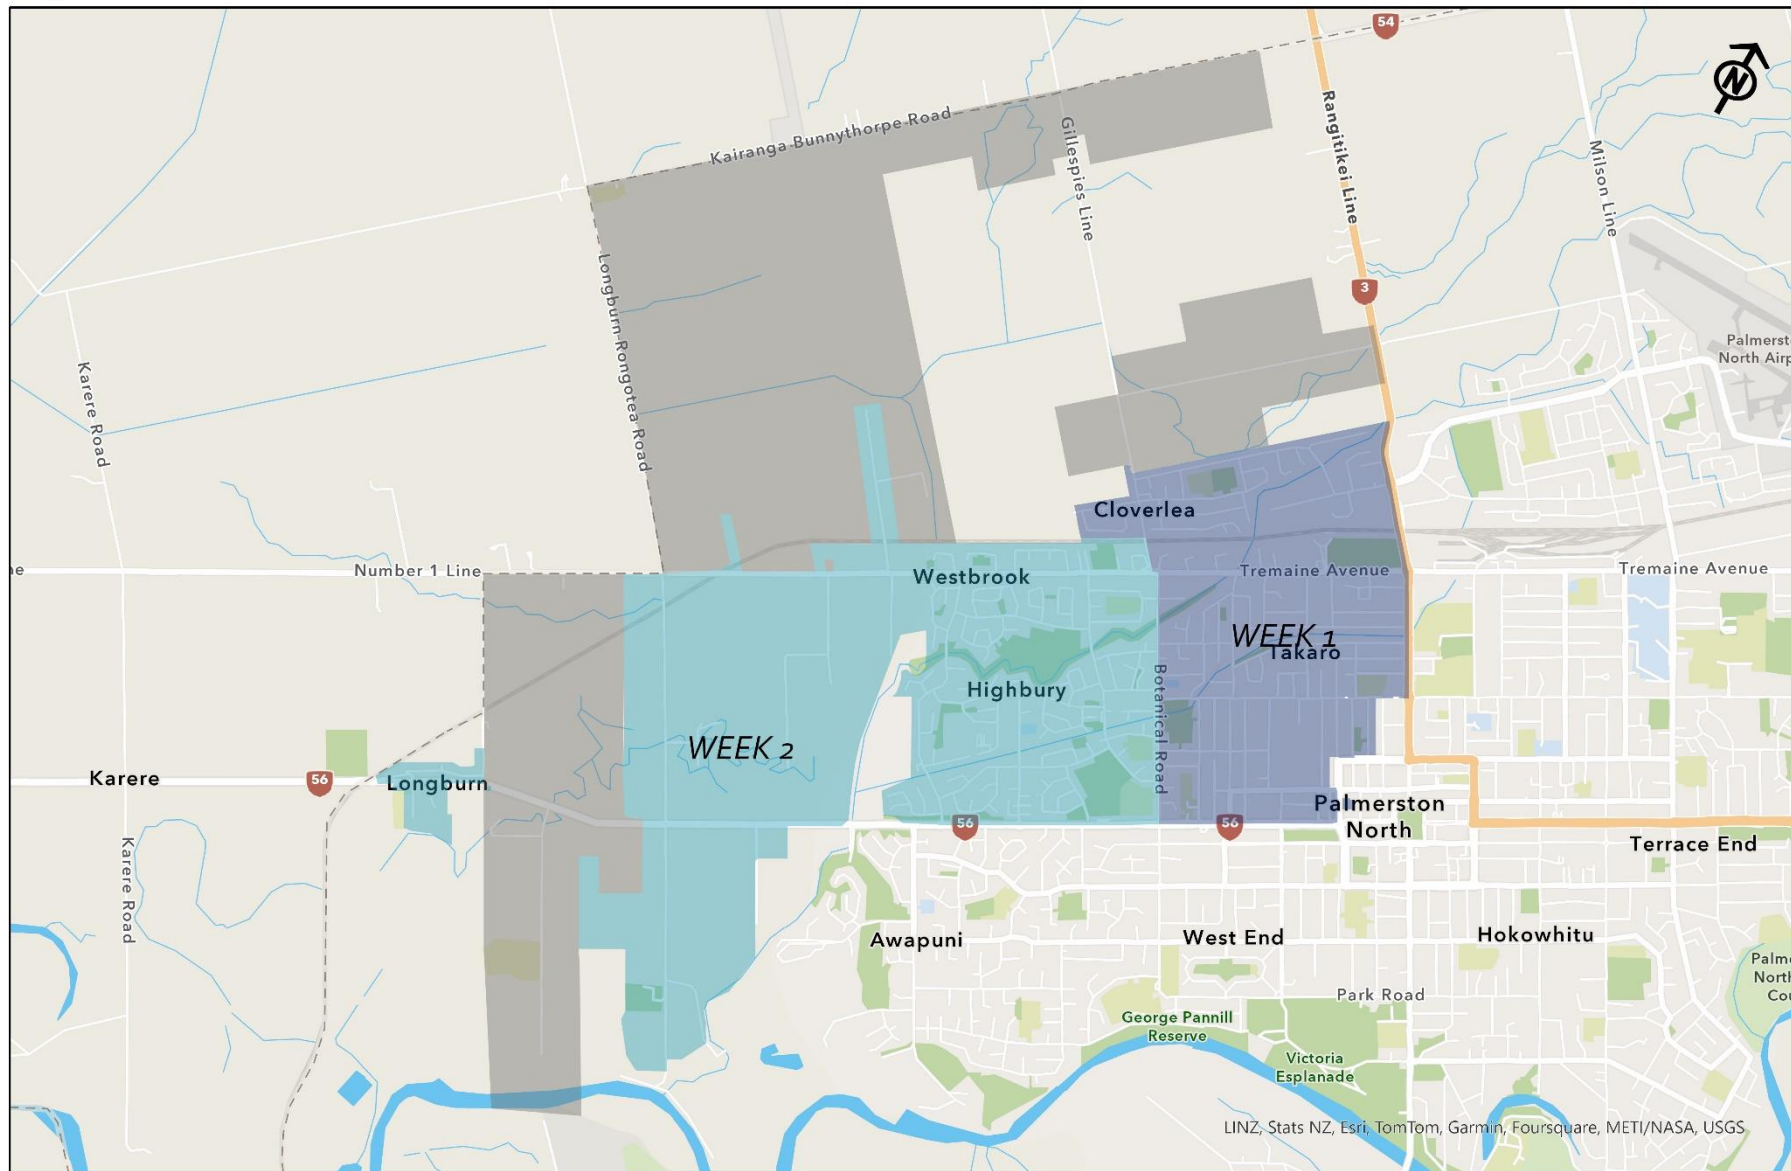 54
N
Kairanga Bunnythorpe Road
Gillespies Line
Rangitikei Line
Milson Line
Longburn Rongotea Road
3
Palmerst
North Airp
Karere Road
Cloverlea
Number 1 Line
Westbrook
Tremaine Avenue
Tremaine Avenue
WEEK 1
Takaro
Highbury
Botanical Road
WEEK 2
Karere
56
Longburn
56
56
Palmerston
North
Terrace End
Karere Road
Awapuni
West End
Hokowhitu
Palme
North
Cou
Park Road
George Pannill
Reserve
Victoria
Esplanade
LINZ, Stats NZ, Esri, TomTom, Garmin, Foursquare, METI/NASA, USGS